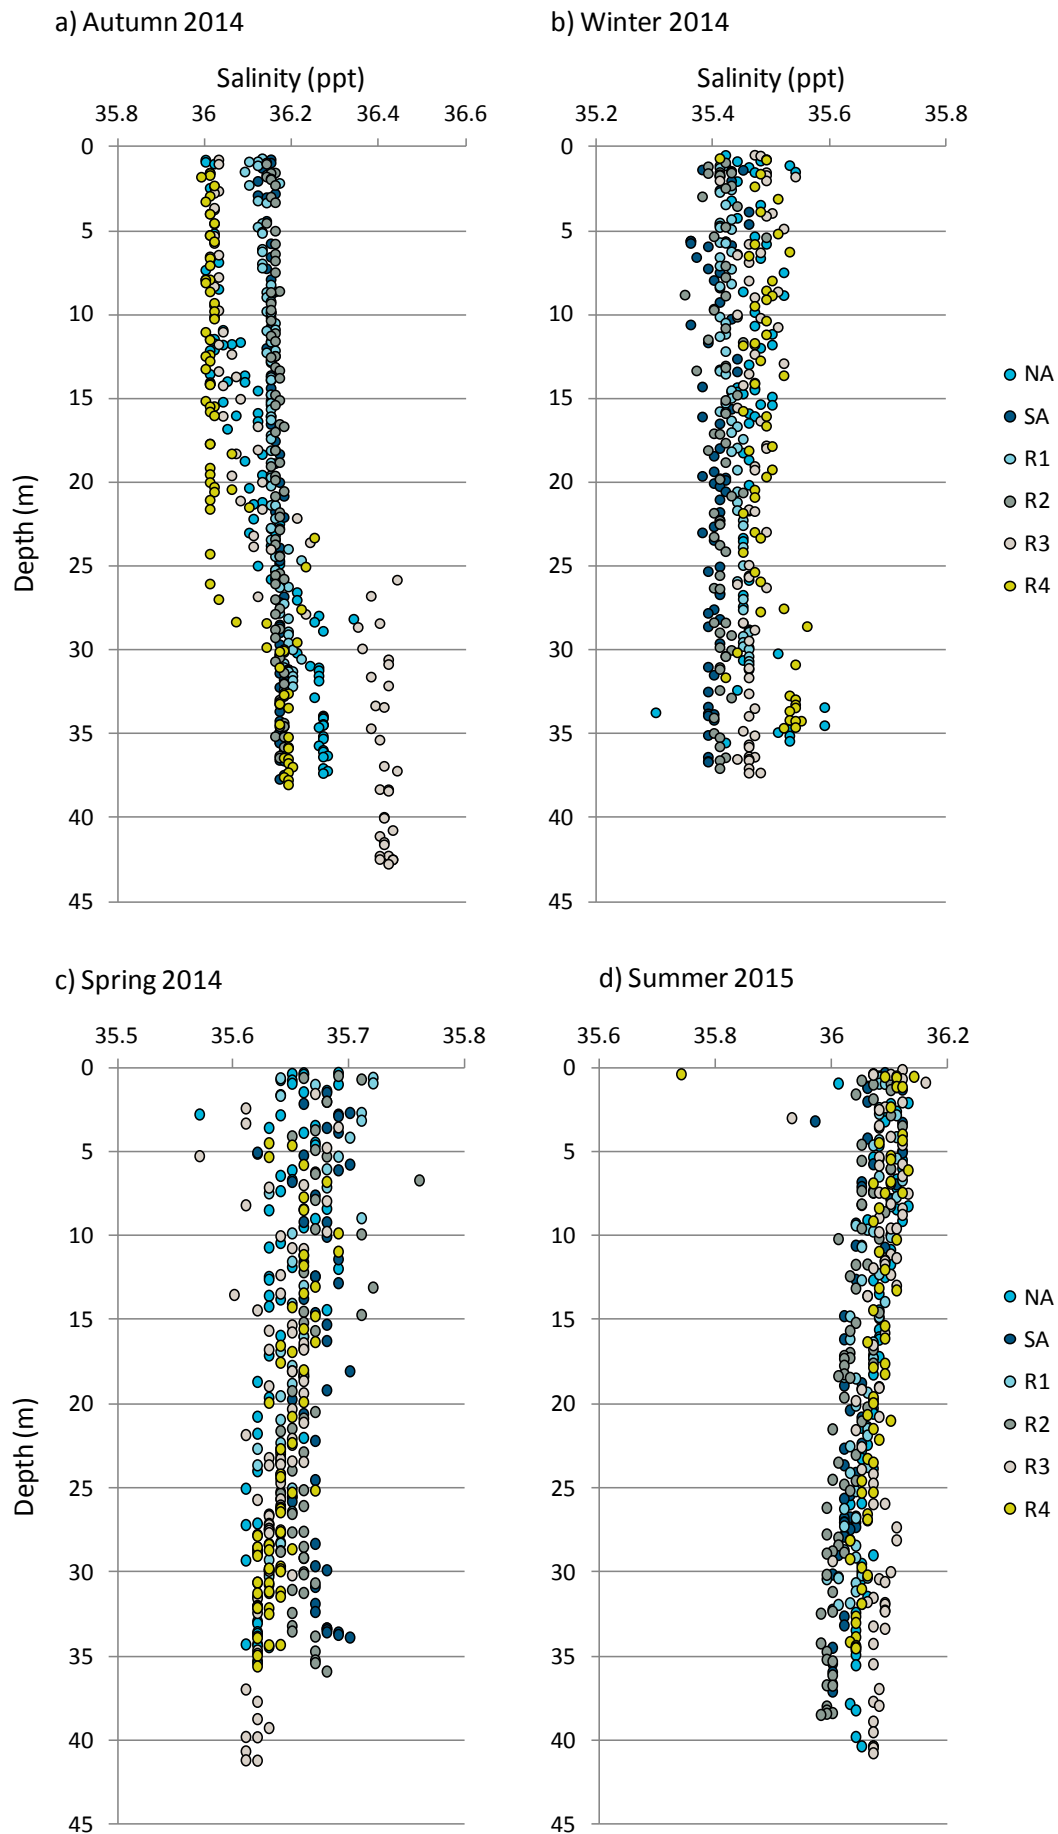 a) Autumn 2014
b) Winter 2014
Salinity (ppt)
Salinity (ppt)
35.8 36 36.2 36.4 36.6
35.2 35.4 35.6 35.8
0
5
10
15
20
25
30
35
40
45
Depth (m)
0
5
10
15
20
25
30
35
40
45
NA
SA
R1
R2
R3
R4
c) Spring 2014
d) Summer 2015
35.5 35.6 35.7 35.8
35.6 35.8 36 36.2
0
5
10
15
20
25
30
35
40
45
Depth (m)
0
5
10
15
20
25
30
35
40
45
NA
SA
R1
R2
R3
R4